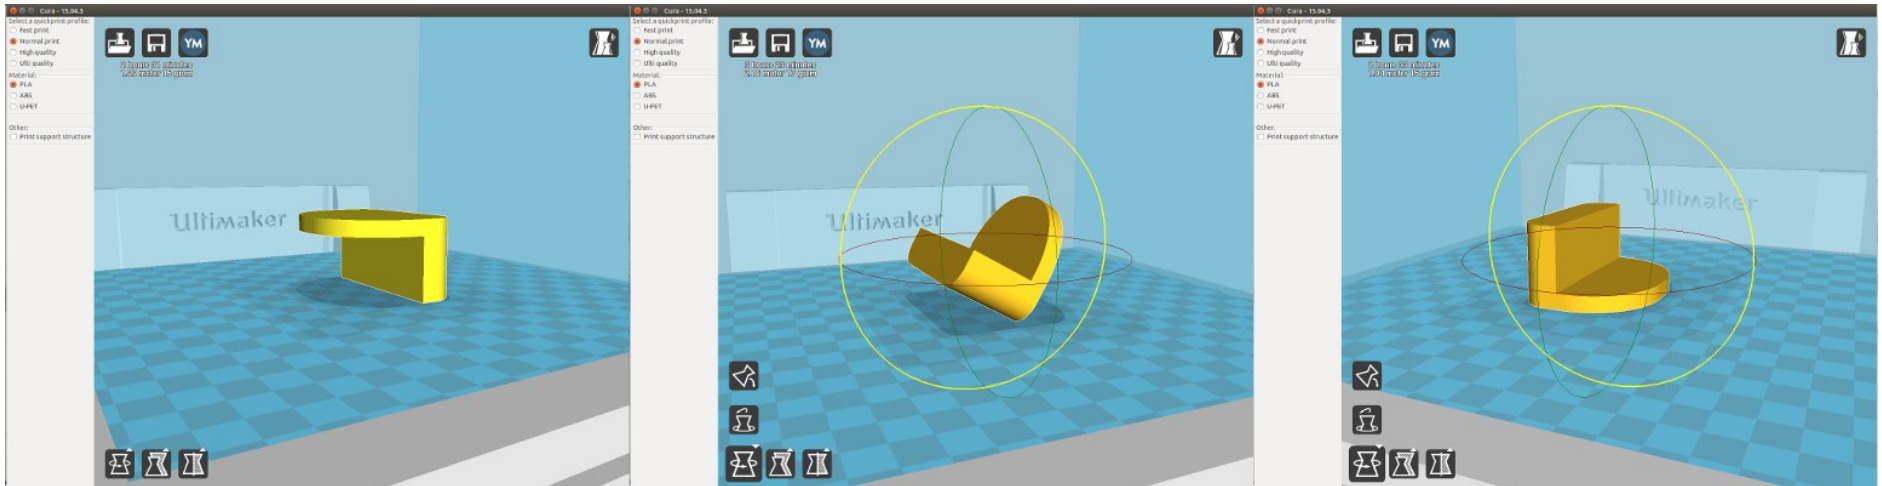 Cura - 15.04.3
Select a quickprint profile:
Fast print
Normal print
High quality
Ulti quality
Material:
PLA
ABS
U-PET
Other:
Print support structure
YM
Ultimaker
Cura - 15.04.3
Select a quickprint profile:
Fast print
Normal print
High quality
Ulti quality
Material:
PLA
ABS
U-PET
Other:
Print support structure
YM
Ultimaker
Cura - 15.04.3
Select a quickprint profile:
Fast print
Normal print
High quality
Ulti quality
Material:
PLA
ABS
U-PET
Other:
Print support structure
YM
Ultimaker